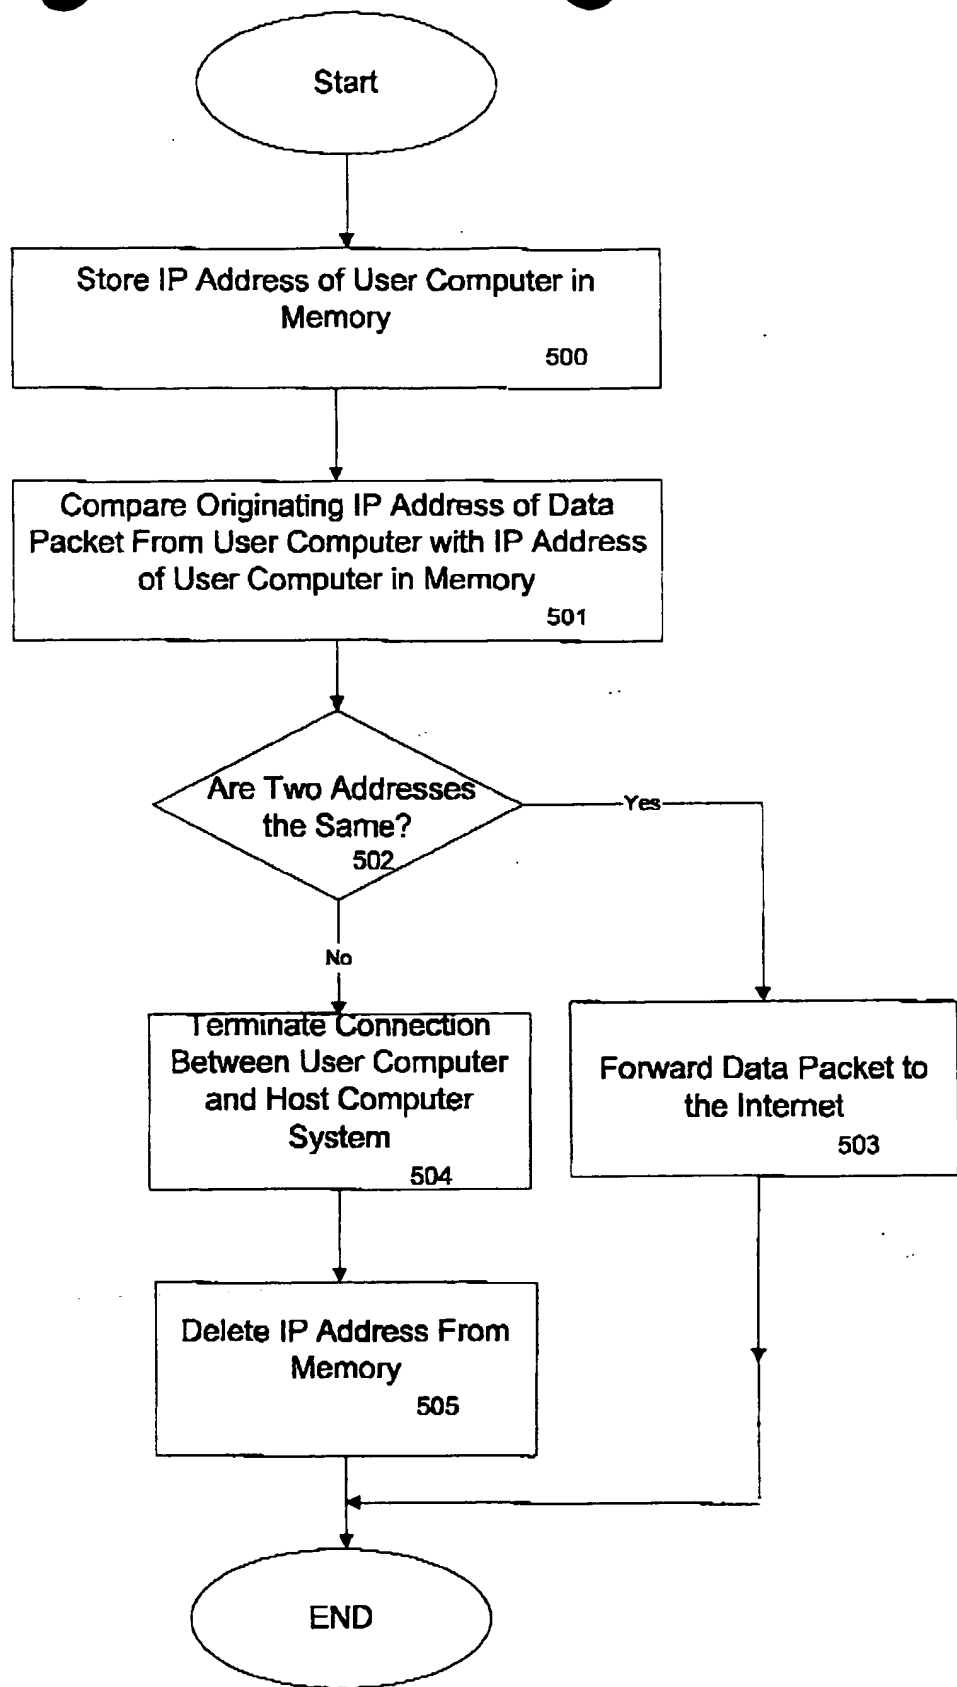 Start
Store IP Address of User Computer in
Memory
500
Compare Originating IP Address of Data
Packet From User Computer with IP Address
of User Computer in Memory
501
Are Two Addresses
the Same?
502
Yes
No
Terminate Connection
Between User Computer
and Host Computer
System
504
Forward Data Packet to
the Internet
503
Delete IP Address From
Memory
505
END